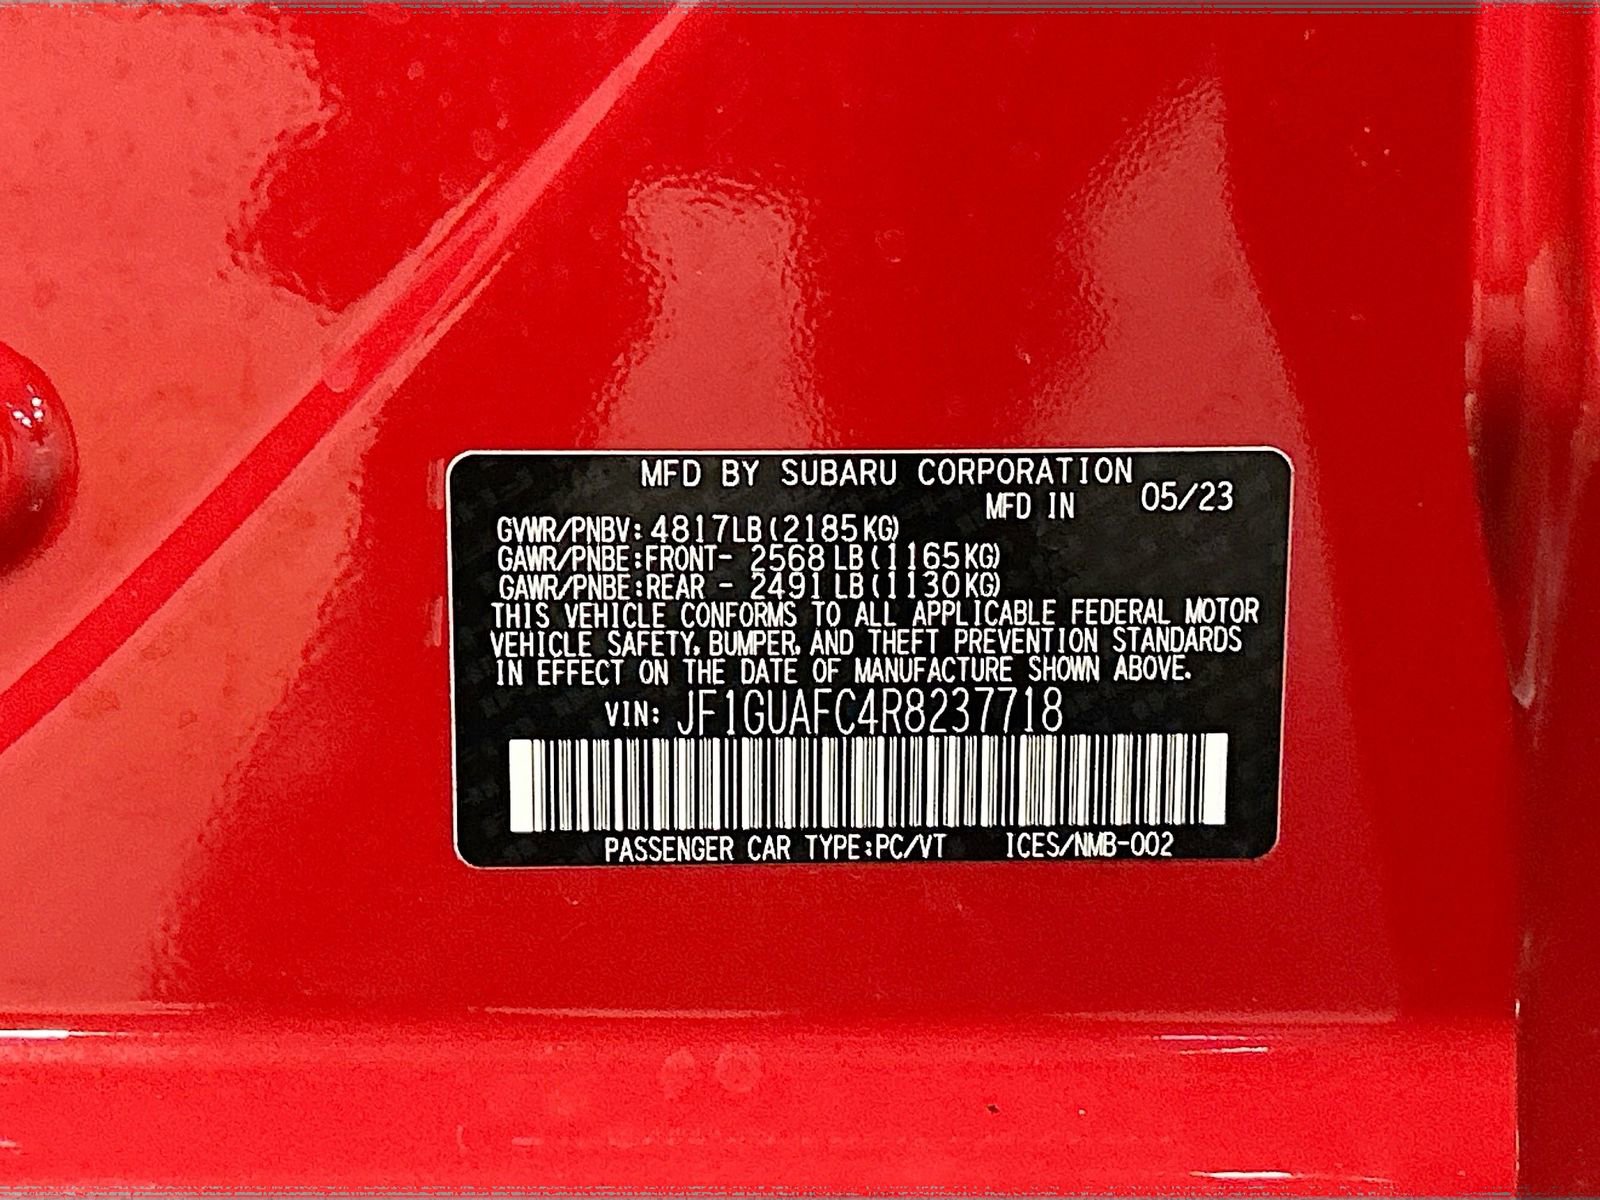 MFD BY SUBARU CORPORATION
MFD IN 05/23
GVWR/PNBV: 4817LB(2185KG)
GAWR/PNBE:FRONT- 2568 LB(1165KG)
GAWR/PNBE:REAR - 2491 LB(1130KG)
THIS VEHICLE CONFORMS TO ALL APPLICABLE FEDERAL MOTOR
VEHICLE SAFETY, BUMPER, AND THEFT PREVENTION STANDARDS
IN EFFECT ON THE DATE OF MANUFACTURE SHOWN ABOVE.
VIN: JF1GUAFC4R8237718
PASSENGER CAR TYPE:PC/VT ICES/NMB-002